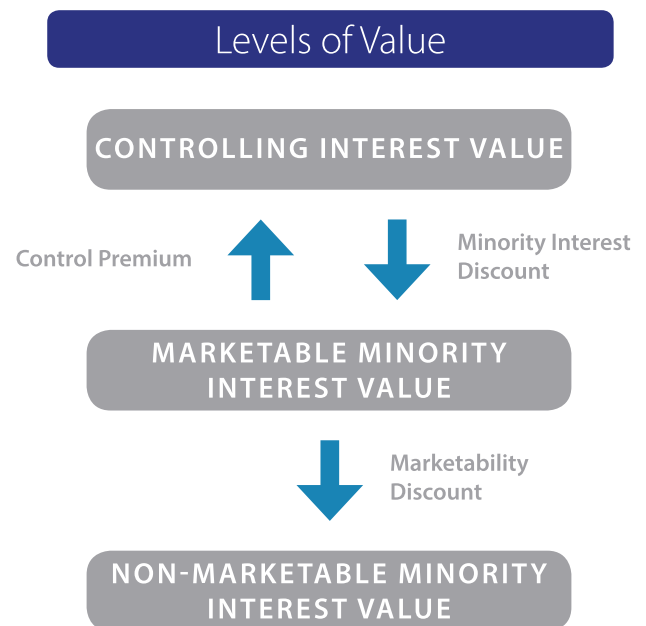 Levels of Value
CONTROLLING INTEREST VALUE
Control Premium
Minority Interest
Discount
MARKETABLE MINORITY
INTEREST VALUE
Marketability
Discount
NON-MARKETABLE MINORITY
INTEREST VALUE